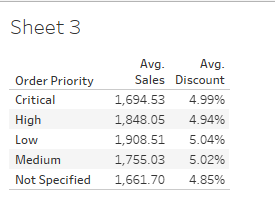 Sheet 3
Avg. Avg.
Order Priority Sales Discount
Critical 1,694.53 4.99%
High 1,848.05 4.94%
Low 1,908.51 5.04%
Medium 1,755.03 5.02%
Not Specified 1,661.70 4.85%